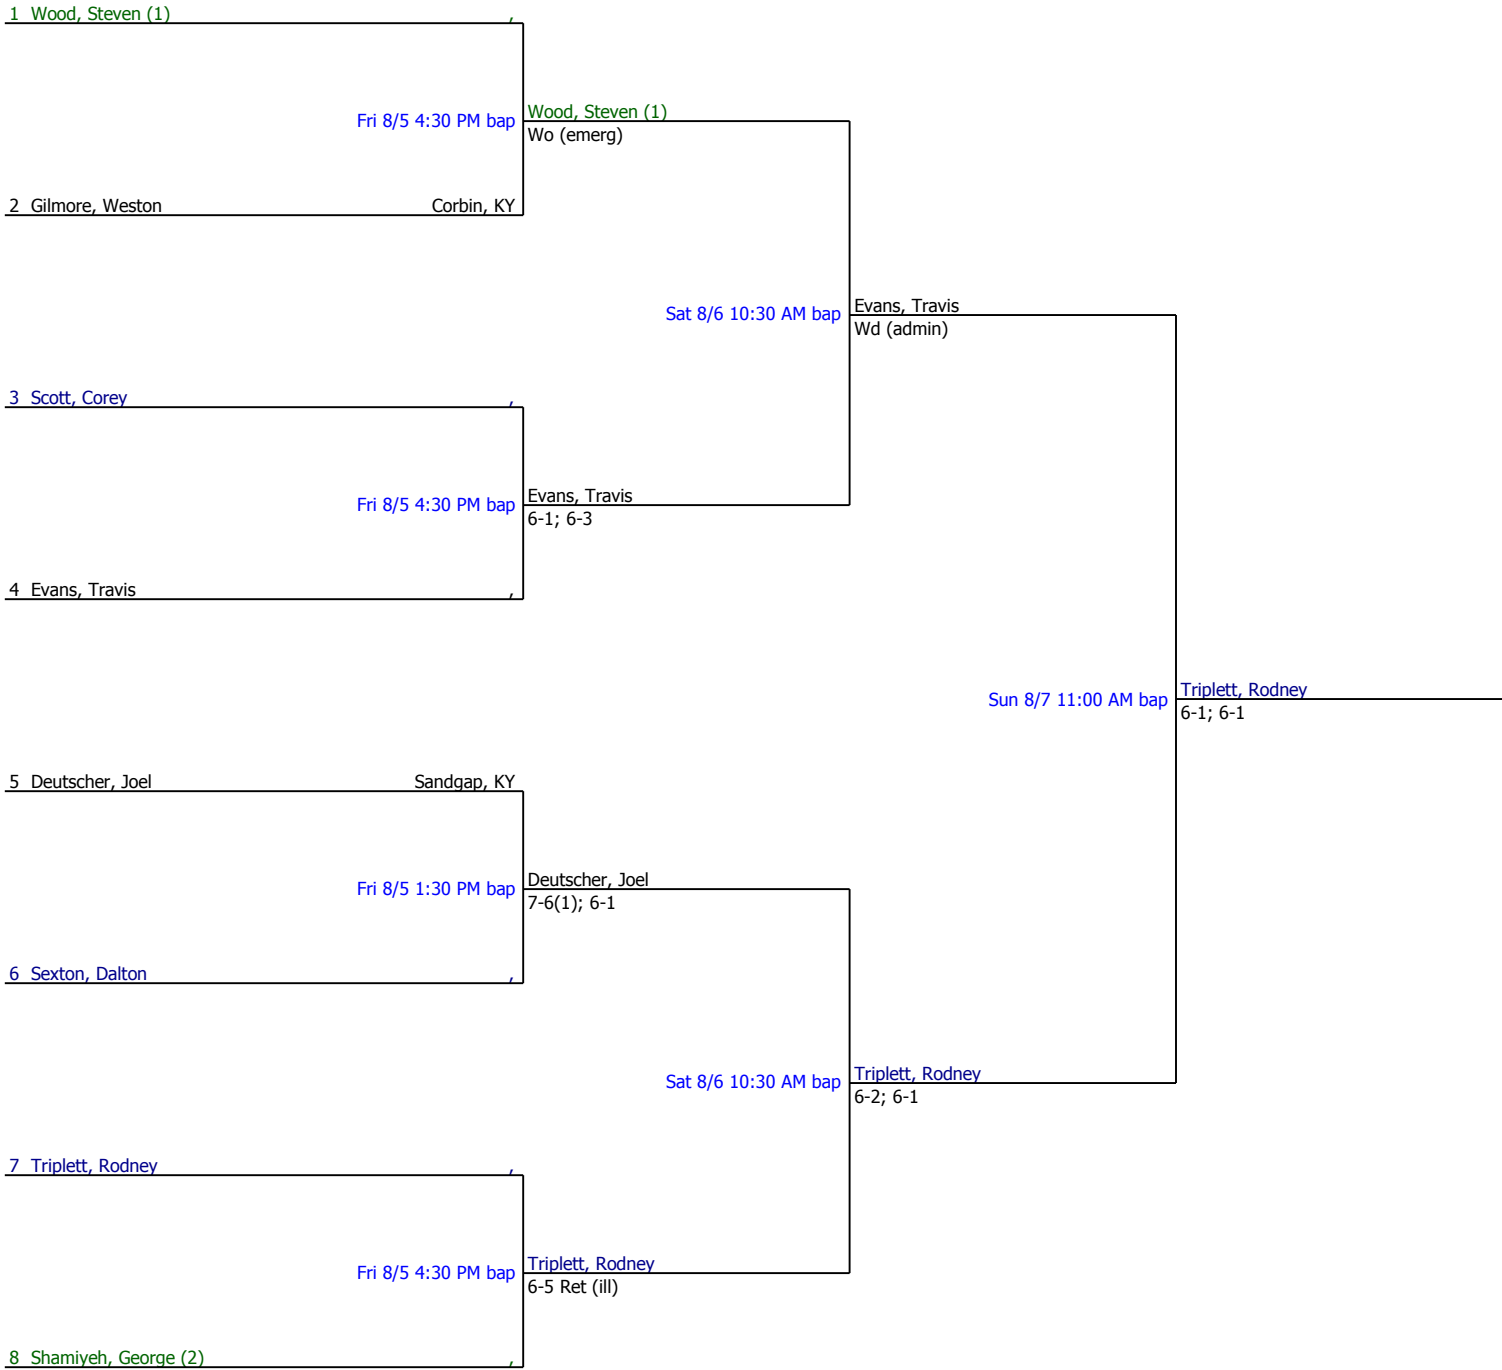 1 Wood, Steven (1) ,
Fri 8/5 4:30 PM bap
Wood, Steven (1)
Wo (emerg)
2 Gilmore, Weston Corbin, KY
Sat 8/6 10:30 AM bap
Evans, Travis
Wd (admin)
3 Scott, Corey ,
Fri 8/5 4:30 PM bap
Evans, Travis
6-1; 6-3
4 Evans, Travis ,
Sun 8/7 11:00 AM bap
Triplett, Rodney
6-1; 6-1
5 Deutscher, Joel Sandgap, KY
Fri 8/5 1:30 PM bap
Deutscher, Joel
7-6(1); 6-1
6 Sexton, Dalton ,
Sat 8/6 10:30 AM bap
Triplett, Rodney
6-2; 6-1
7 Triplett, Rodney ,
Fri 8/5 4:30 PM bap
Triplett, Rodney
6-5 Ret (ill)
8 Shamiyeh, George (2) ,